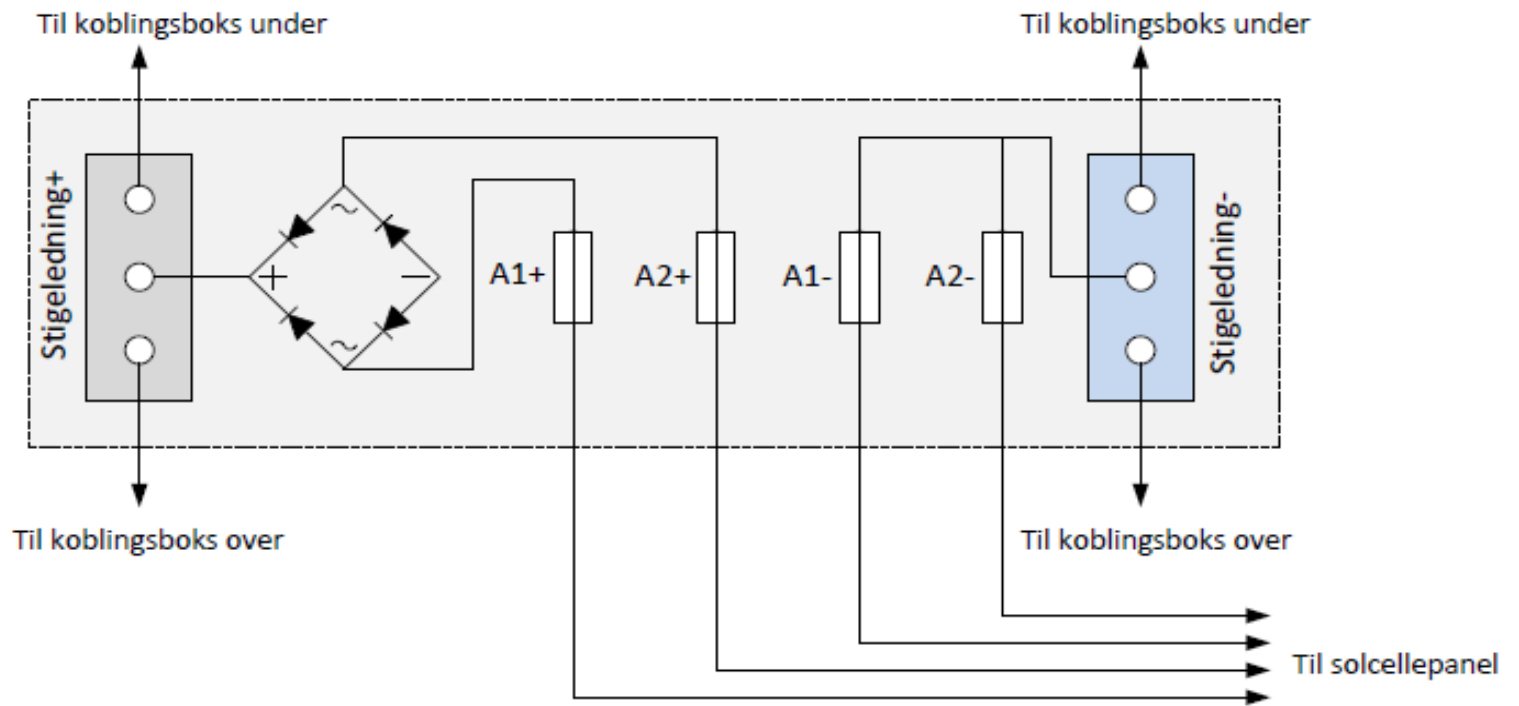 Til koblingsboks under
Til koblingsboks under
Stigeledning+
A1+
A2+
A1-
A2-
Stigeledning-
Til koblingsboks over
Til koblingsboks over
Til solcellepanel